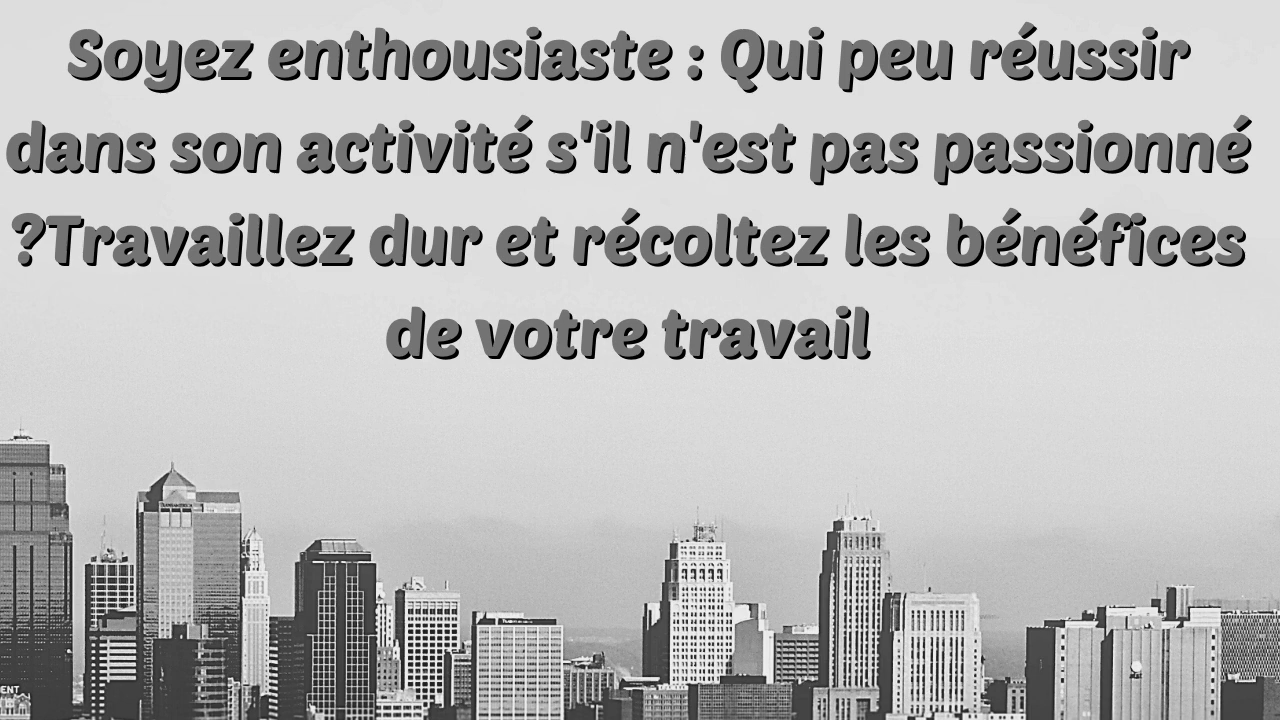 Soyez enthousiaste : Qui peu réussir
dans son activité s'il n'est pas passionné
?Travaillez dur et récoltez les bénéfices
de votre travail
ENT